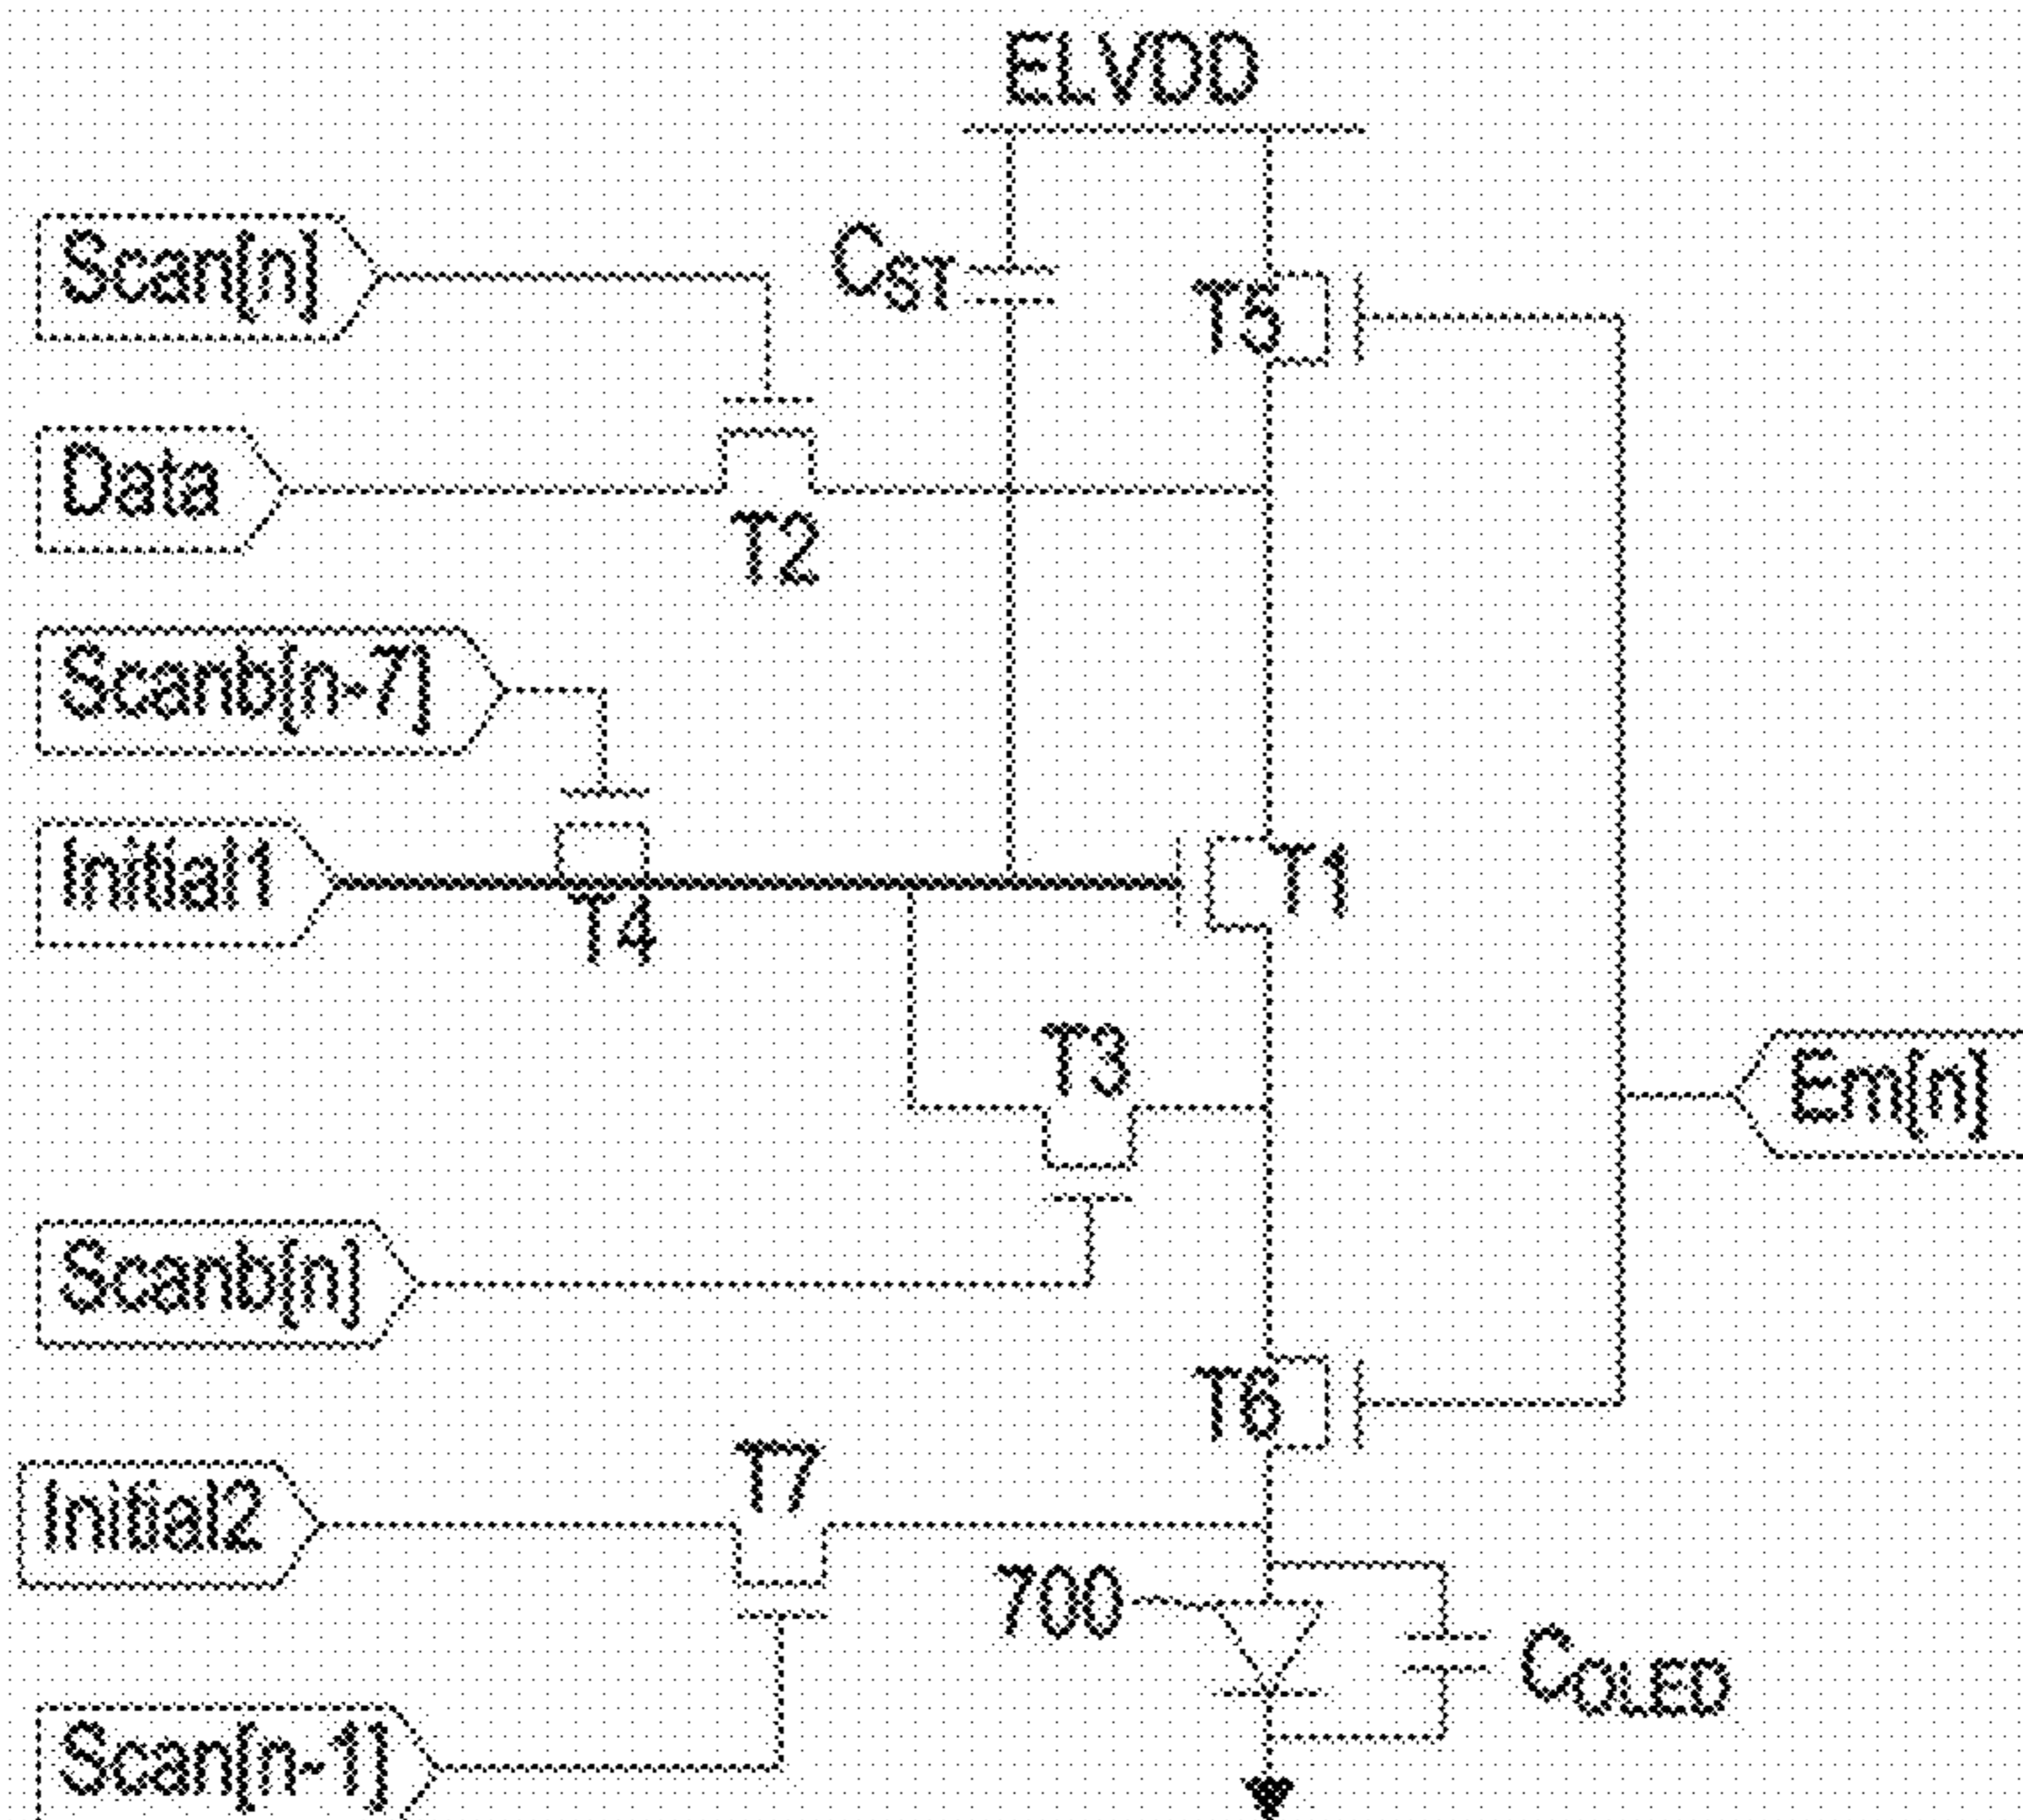 ELVDD
Scan[n]
CST
T5
Data
T2
Scanb[n-7]
Initial1
T1
T4
T3
Em[n]
Scanb[n]
T6
T7
Initial2
700
COLED
Scan[n-1]